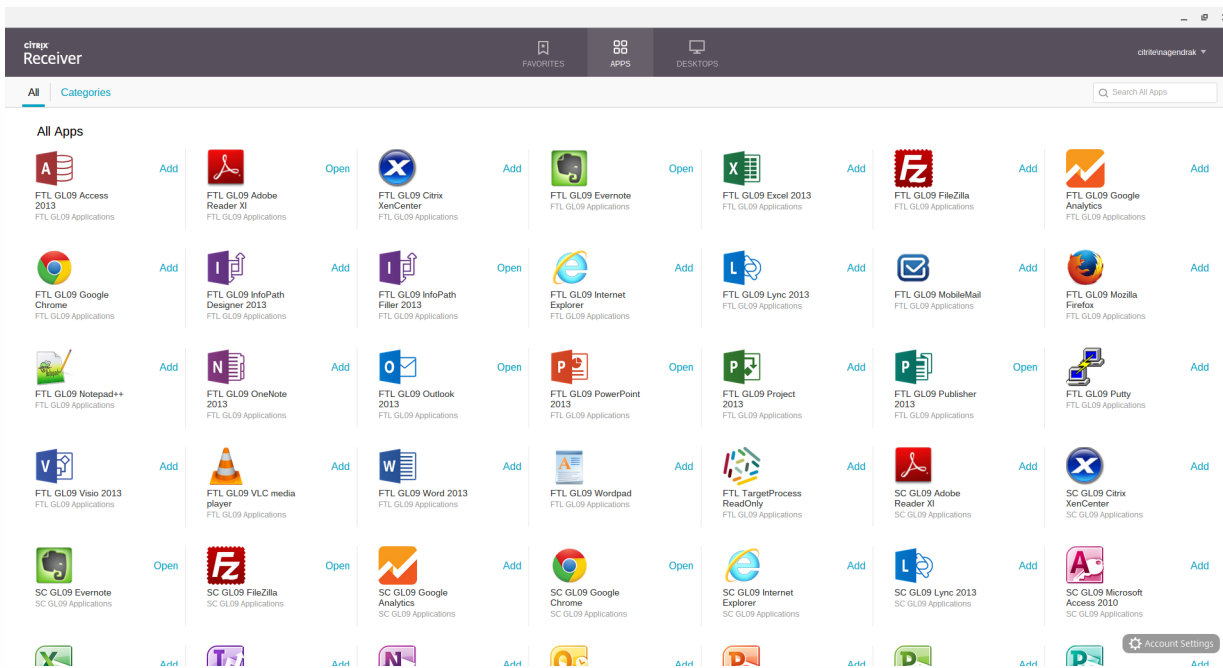 CITRIX
Receiver
FAVORITES
APPS
DESKTOPS
citrite\nagendrak
All
Categories
Search All Apps
All Apps
Add
FTL GL09 Access
2013
FTL GL09 Applications
Open
FTL GL09 Adobe
Reader XI
FTL GL09 Applications
Add
FTL GL09 Citrix
XenCenter
FTL GL09 Applications
Open
FTL GL09 Evernote
FTL GL09 Applications
Add
FTL GL09 Excel 2013
FTL GL09 Applications
Add
FTL GL09 FileZilla
FTL GL09 Applications
Add
FTL GL09 Google
Analytics
FTL GL09 Applications
Add
FTL GL09 Google
Chrome
FTL GL09 Applications
Add
FTL GL09 InfoPath
Designer 2013
FTL GL09 Applications
Open
FTL GL09 InfoPath
Filler 2013
FTL GL09 Applications
Add
FTL GL09 Internet
Explorer
FTL GL09 Applications
Add
FTL GL09 Lync 2013
FTL GL09 Applications
Add
FTL GL09 MobileMail
FTL GL09 Applications
Add
FTL GL09 Mozilla
Firefox
FTL GL09 Applications
Add
FTL GL09 Notepad++
FTL GL09 Applications
Add
FTL GL09 OneNote
2013
FTL GL09 Applications
Open
FTL GL09 Outlook
2013
FTL GL09 Applications
Open
FTL GL09 PowerPoint
2013
FTL GL09 Applications
Add
FTL GL09 Project
2013
FTL GL09 Applications
Open
FTL GL09 Publisher
2013
FTL GL09 Applications
Add
FTL GL09 Putty
FTL GL09 Applications
Add
FTL GL09 Visio 2013
FTL GL09 Applications
Add
FTL GL09 VLC media
player
FTL GL09 Applications
Add
FTL GL09 Word 2013
FTL GL09 Applications
Add
FTL GL09 Wordpad
FTL GL09 Applications
Add
FTL TargetProcess
ReadOnly
FTL GL09 Applications
Add
SC GL09 Adobe
Reader XI
SC GL09 Applications
Add
SC GL09 Citrix
XenCenter
SC GL09 Applications
Open
SC GL09 Evernote
SC GL09 Applications
Open
SC GL09 FileZilla
SC GL09 Applications
Add
SC GL09 Google
Analytics
SC GL09 Applications
Open
SC GL09 Google
Chrome
SC GL09 Applications
Add
SC GL09 Internet
Explorer
SC GL09 Applications
Add
SC GL09 Lync 2013
SC GL09 Applications
Add
SC GL09 Microsoft
Access 2010
SC GL09 Applications
Account Settings
Add
Add
Add
Add
Add
Add
Add